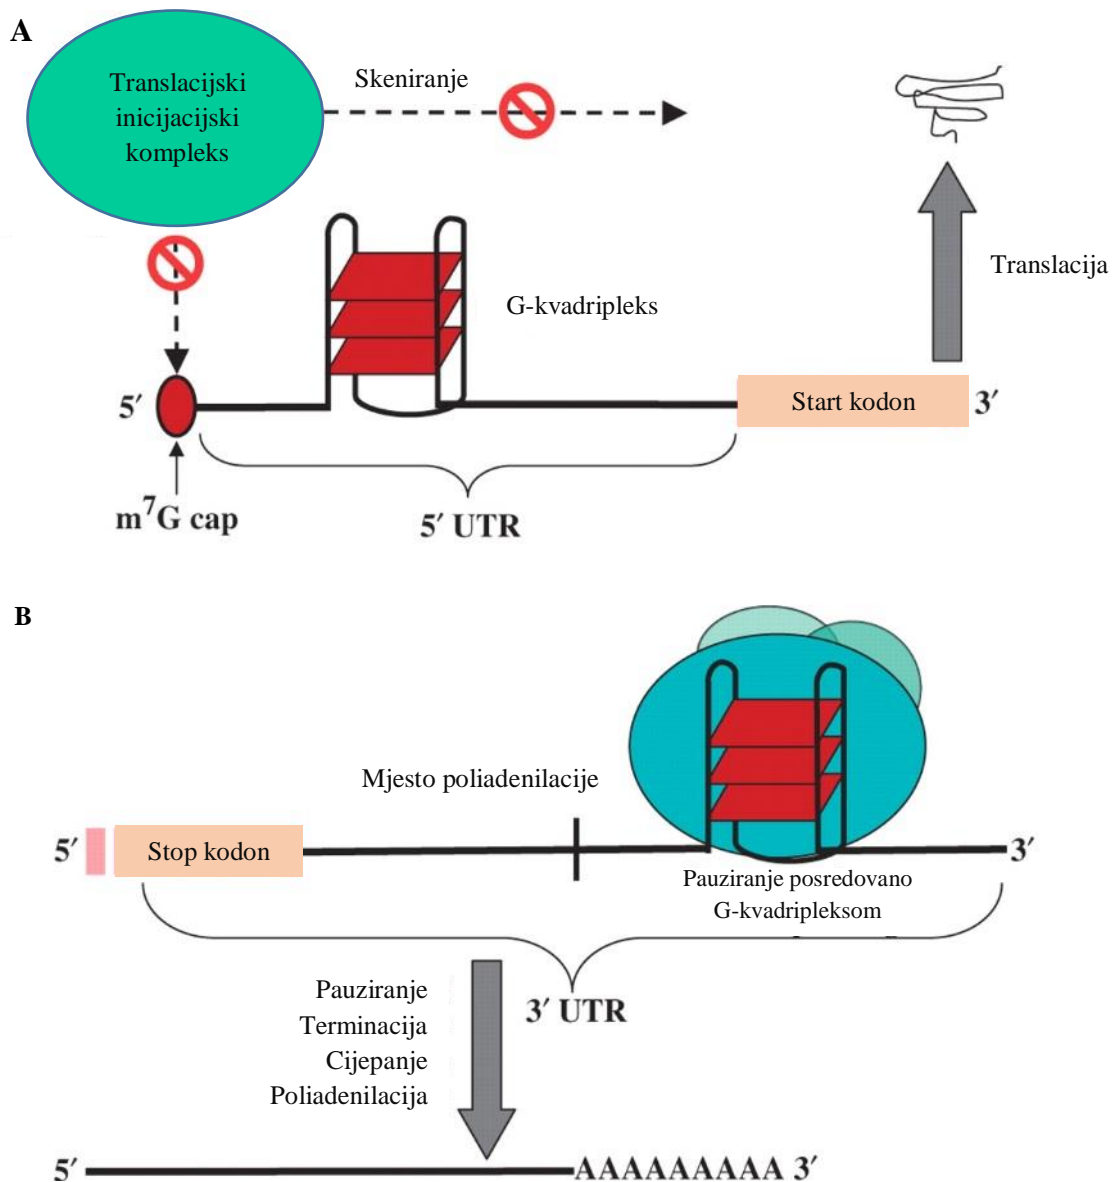 A
Translacijski
inicijacijski
kompleks
Skeniranje
G-kvadripleks
Translacija
5′
Start kodon
3′
m⁷G cap
5′ UTR
B
Mjesto poliadenilacije
5′
Stop kodon
3′
Pauziranje posredovano
G-kvadripleksom
3′ UTR
Pauziranje
Terminacija
Cijepanje
Poliadenilacija
5′
AAAAAAAAA 3′